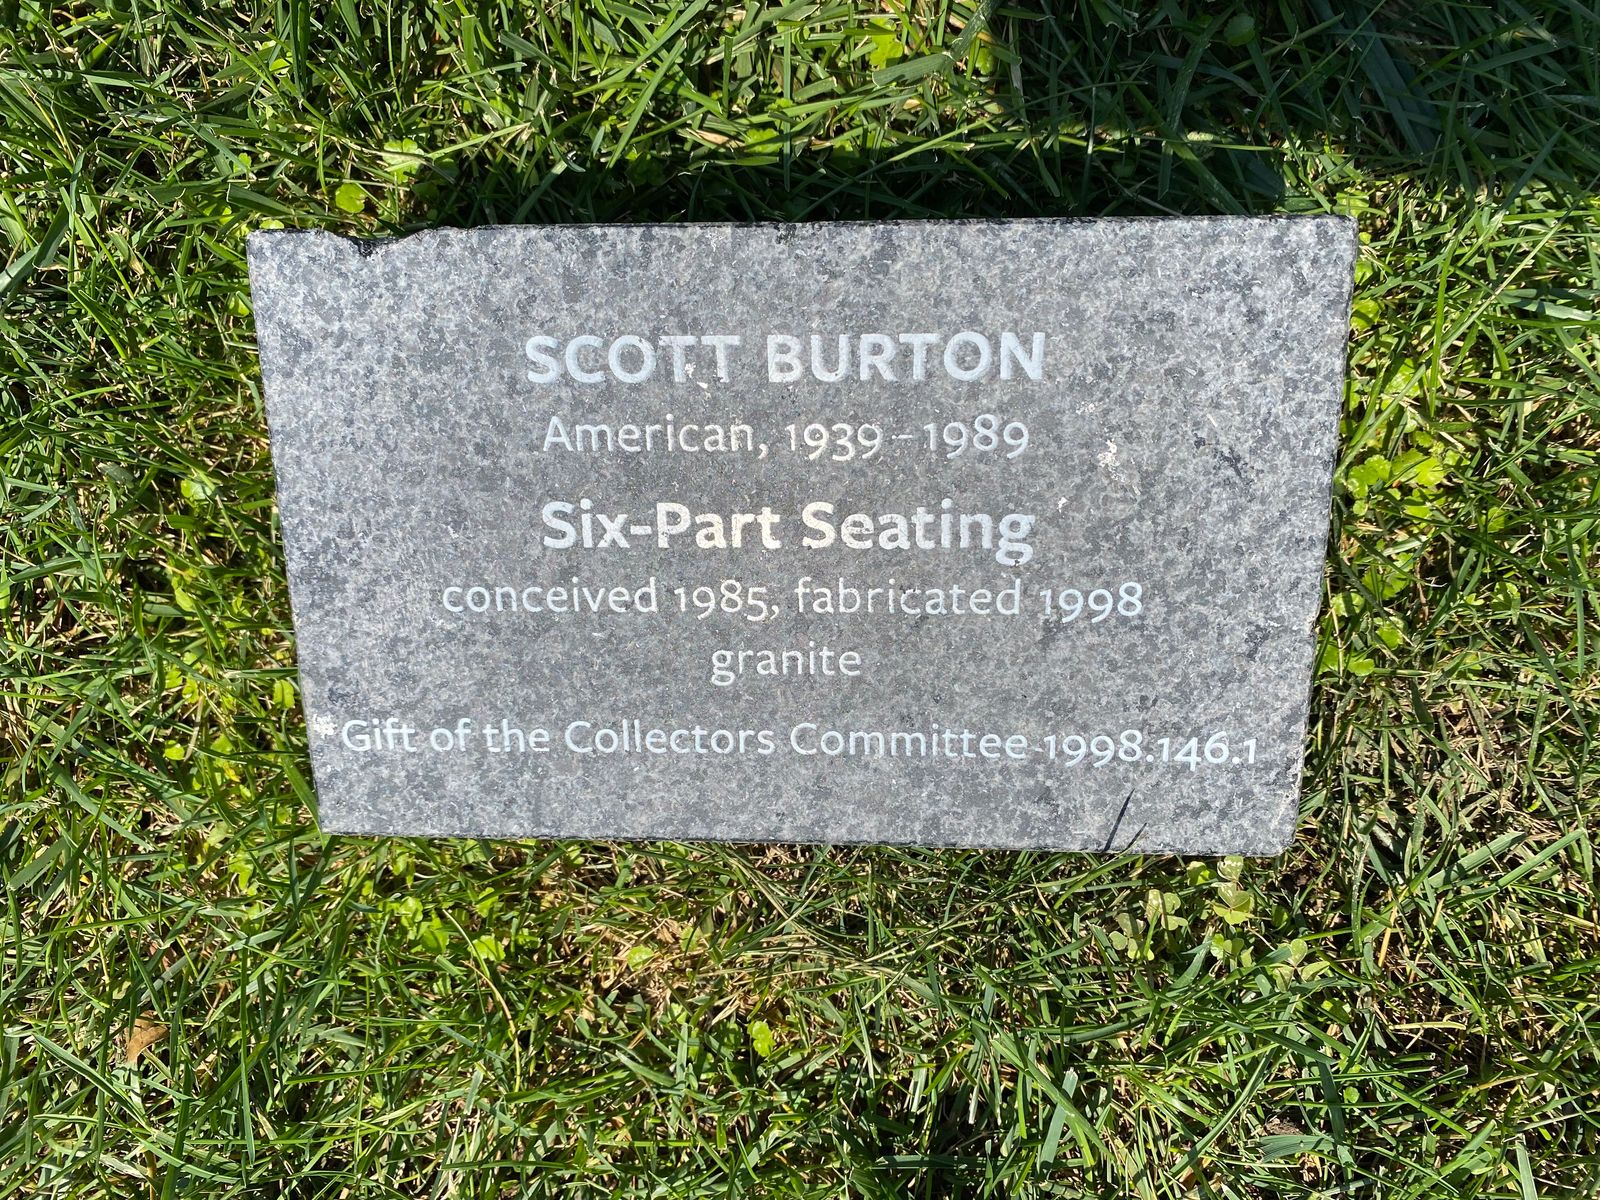 SCOTT BURTON
American, 1939–1989
Six-Part Seating
conceived 1985, fabricated 1998
granite
Gift of the Collectors Committee 1998.146.1